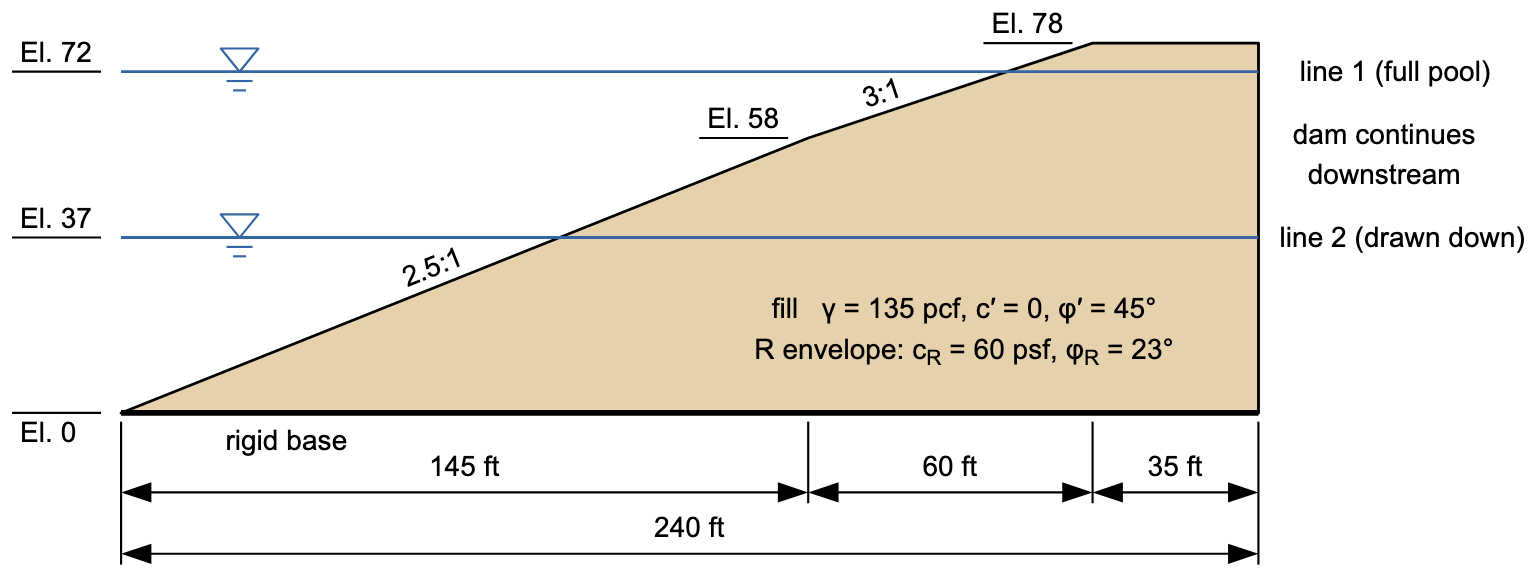 El. 78
El. 72
line 1 (full pool)
3:1
El. 58
dam continues
downstream
El. 37
line 2 (drawn down)
2.5:1
fill γ = 135 pcf, c′ = 0, φ′ = 45°
R envelope: cR = 60 psf, φR = 23°
El. 0
rigid base
145 ft
60 ft
35 ft
240 ft